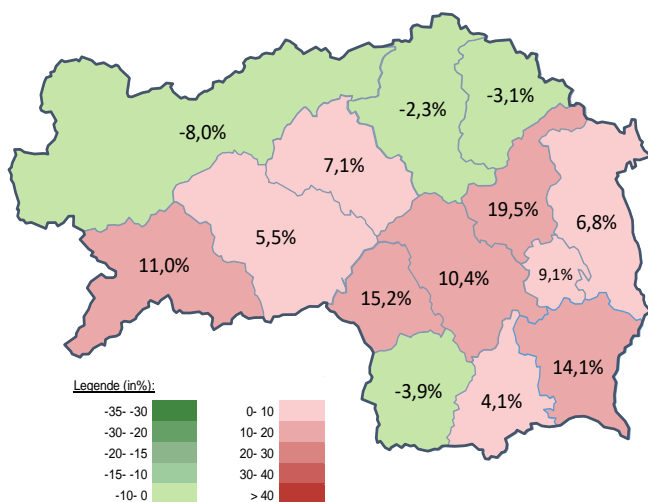 -2,3%
-3,1%
-8,0%
7,1%
19,5%
6,8%
5,5%
11,0%
10,4%
9,1%
15,2%
14,1%
-3,9%
4,1%
Legende (in%):
-35- -30 0- 10
-30- -20 10- 20
-20- -15 20- 30
-15- -10 30- 40
-10- 0 > 40